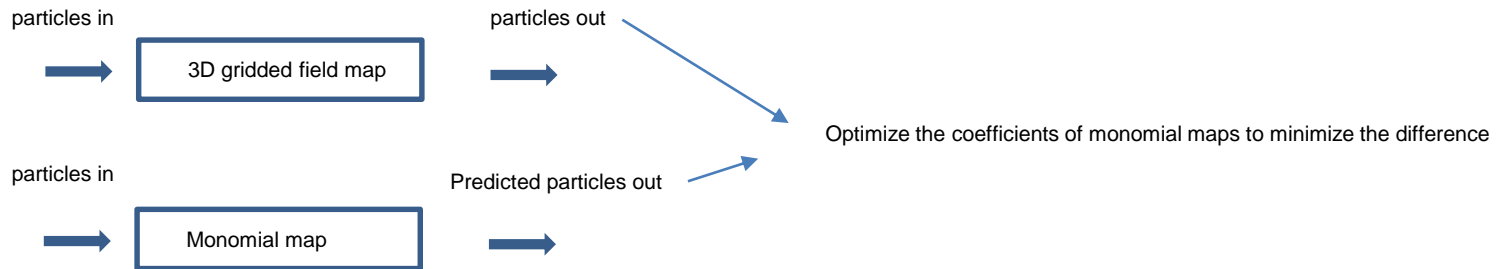 particles in
particles out
3D gridded field map
Optimize the coefficients of monomial maps to minimize the difference
particles in
Predicted particles out
Monomial map